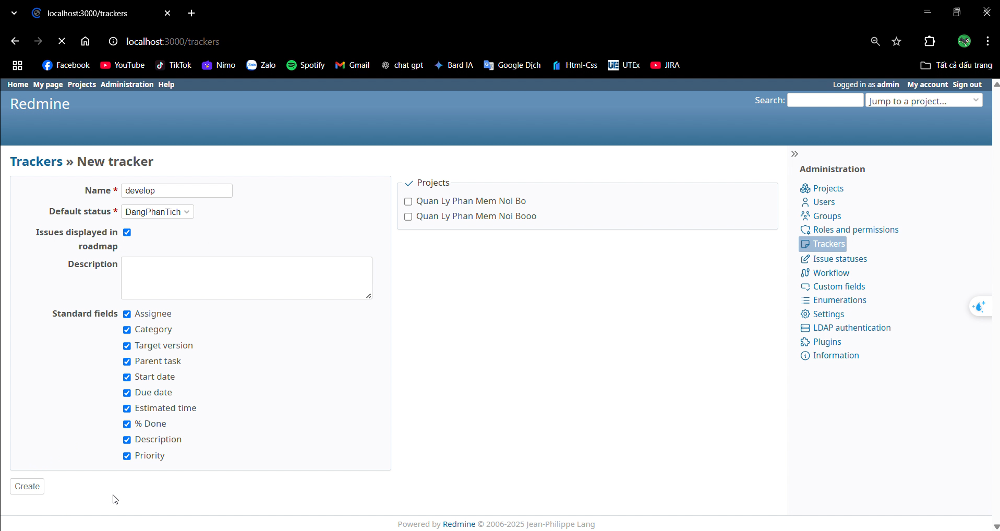 localhost:3000/trackers
localhost:3000/trackers
Facebook YouTube TikTok Nimo Zalo Spotify Gmail chat gpt Bard IA Google Dịch Html-Css UTEx JIRA Tất cả dấu trang
Home My page Projects Administration Help Logged in as admin My account Sign out
Redmine Search: Jump to a project...
Trackers » New tracker
Name * develop
Default status * DangPhanTich
Issues displayed in
roadmap
Description
Standard fields Assignee
Category
Target version
Parent task
Start date
Due date
Estimated time
% Done
Description
Priority
Create
Projects
Quan Ly Phan Mem Noi Bo
Quan Ly Phan Mem Noi Booo
Administration
Projects
Users
Groups
Roles and permissions
Trackers
Issue statuses
Workflow
Custom fields
Enumerations
Settings
LDAP authentication
Plugins
Information
Powered by Redmine © 2006-2025 Jean-Philippe Lang